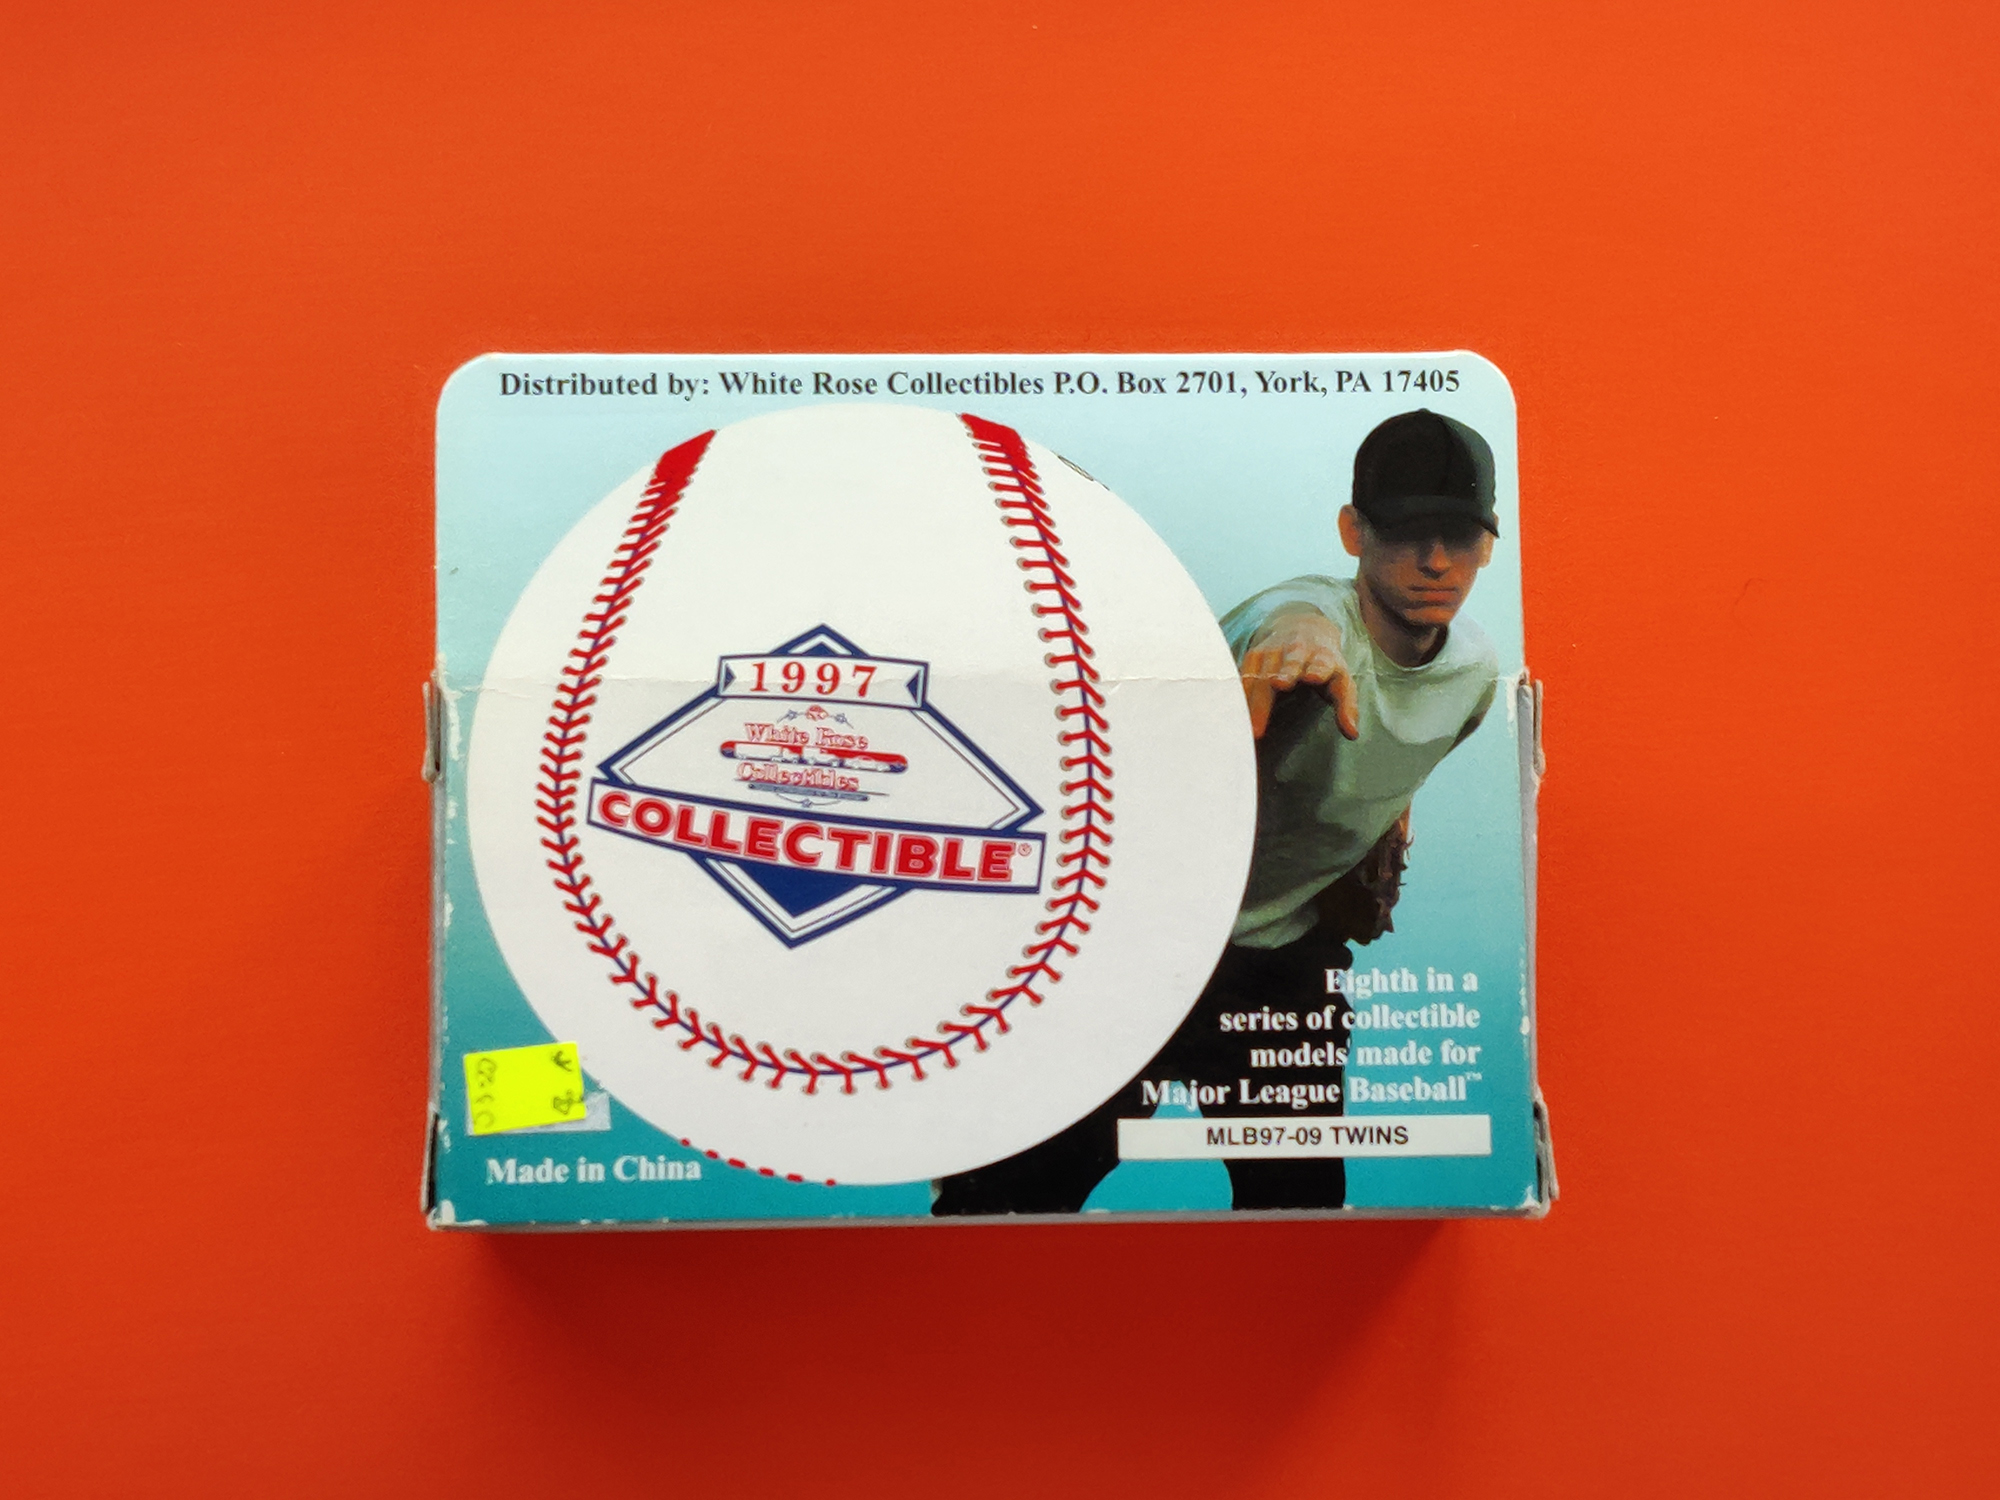 Distributed by: White Rose Collectibles P.O. Box 2701, York, PA 17405
1997
White Rose
Collectibles
COLLECTIBLE®
Eighth in a
series of collectible
models made for
Major League Baseball™
MLB97-09 TWINS
Made in China